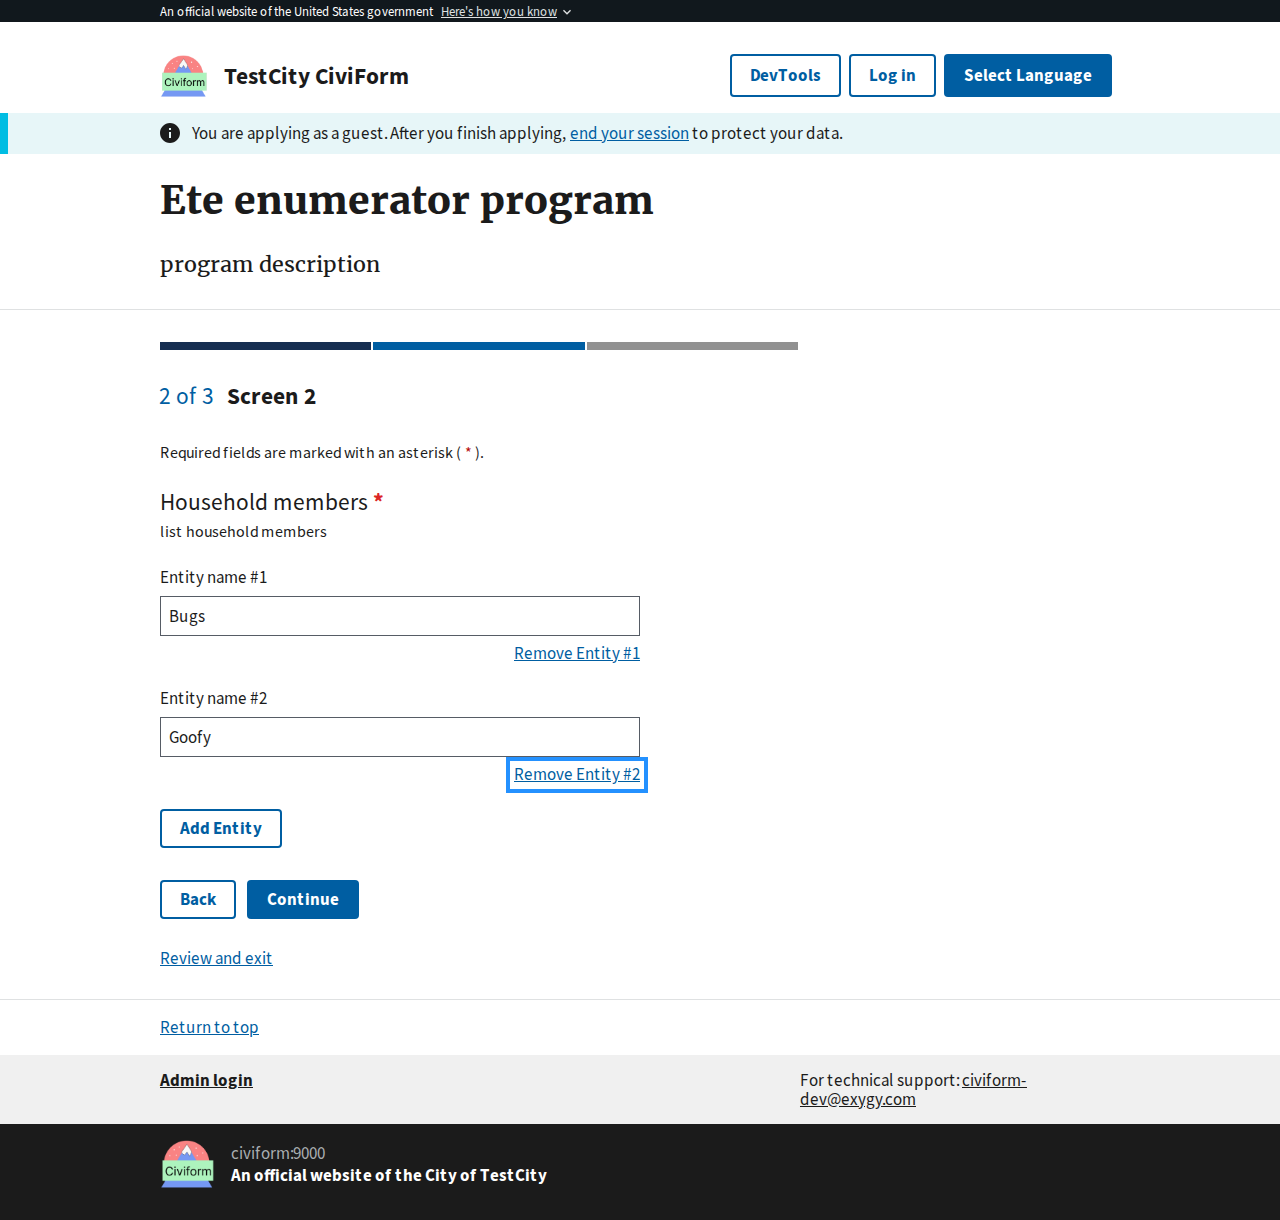 An official website of the United States government Here's how you know
Civiform
TestCity CiviForm
DevTools
Log in
Select Language
You are applying as a guest. After you finish applying, end your session to protect your data.
Ete enumerator program
program description
2 of 3 Screen 2
Required fields are marked with an asterisk ( * ).
Household members *
list household members
Entity name #1
Bugs
Remove Entity #1
Entity name #2
Goofy
Remove Entity #2
Add Entity
Back
Continue
Review and exit
Return to top
Admin login
For technical support: civiform-
dev@exygy.com
Civiform
civiform:9000
An official website of the City of TestCity